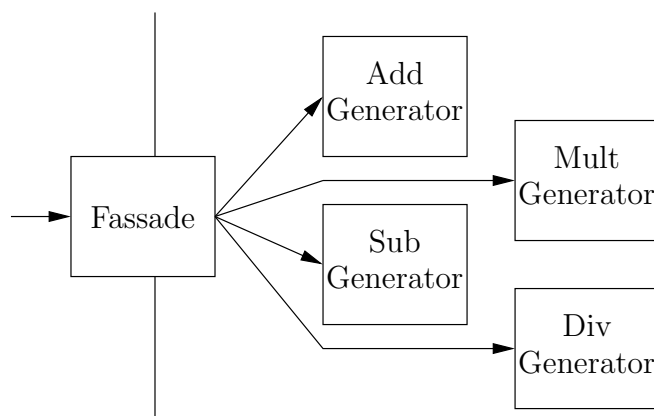 Add
Generator
Mult
Generator
Fassade
Sub
Generator
Div
Generator